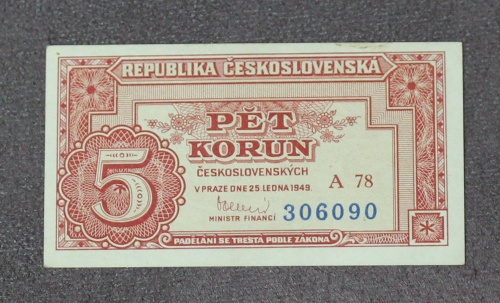 REPUBLIKA ČESKOSLOVENSKÁ
PĚT
KORUN
ČESKOSLOVENSKÝCH
V PRAZE DNE 25. LEDNA 1949.
A 78
5
MINISTR FINANCÍ
306090
PADĚLÁNÍ SE TRESTÁ PODLE ZÁKONA